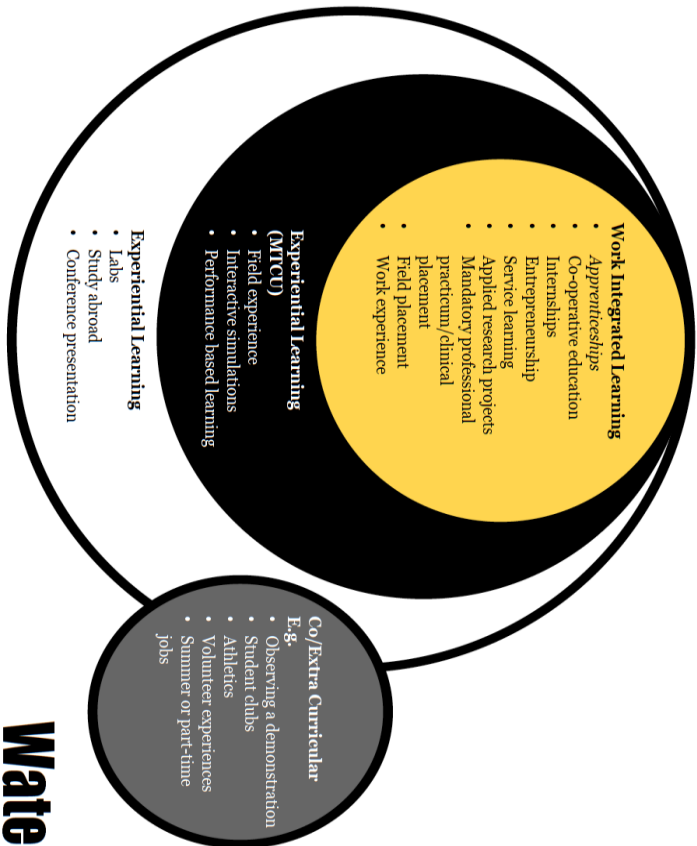 Work Integrated Learning
• Apprenticeships
• Co-operative education
• Internships
• Entrepreneurship
• Service learning
• Applied research projects
• Mandatory professional
practicum/clinical
placement
• Field placement
• Work experience
Experiential Learning
(MTCU)
• Field experience
• Interactive simulations
• Performance based learning
Experiential Learning
• Labs
• Study abroad
• Conference presentation
Co/Extra Curricular
E.g.
• Observing a demonstration
• Student clubs
• Athletics
• Volunteer experiences
• Summer or part-time
jobs
Wate